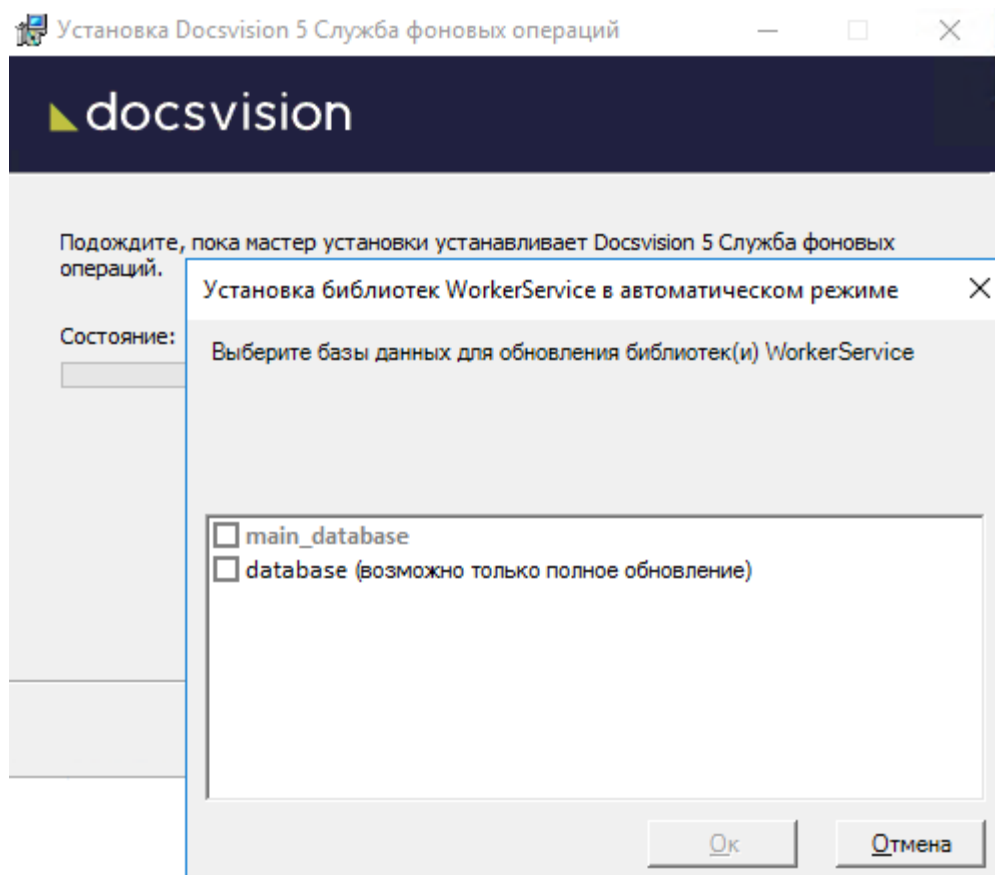 Установка Docsvision 5 Служба фоновых операций
docsvision
Подождите, пока мастер установки устанавливает Docsvision 5 Служба фоновых
операций.
Установка библиотек WorkerService в автоматическом режиме
Состояние:
Выберите базы данных для обновления библиотек(и) WorkerService
main_database
database (возможно только полное обновление)
Ок
Отмена